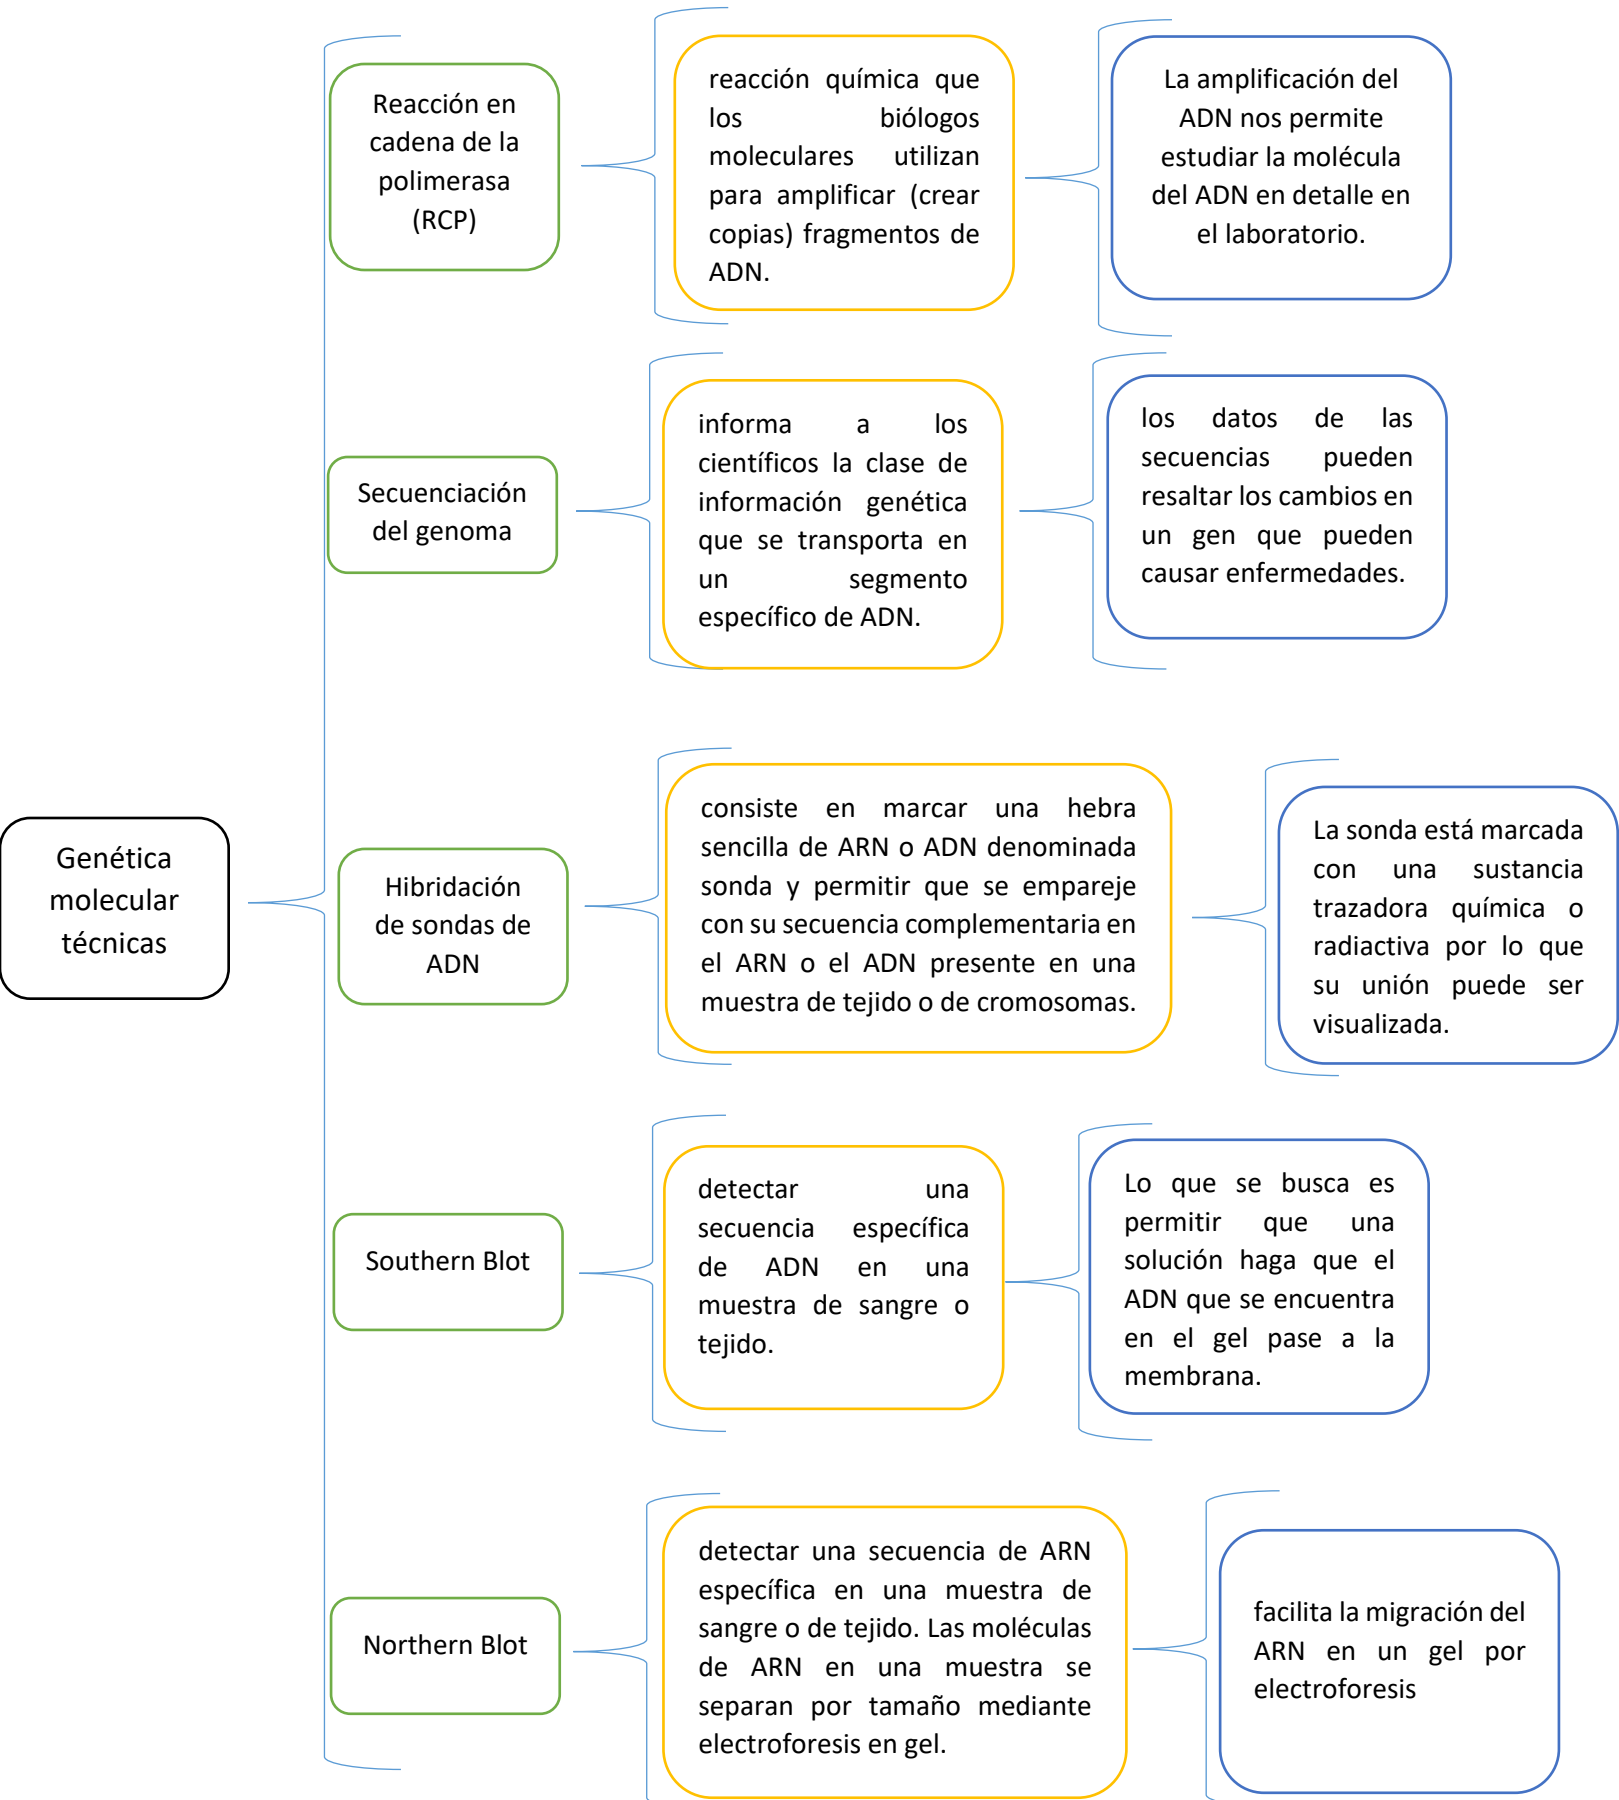 Genética
molecular
técnicas
Reacción en
cadena de la
polimerasa
(RCP)
reacción química que
los biólogos
moleculares utilizan
para amplificar (crear
copias) fragmentos de
ADN.
La amplificación del
ADN nos permite
estudiar la molécula
del ADN en detalle en
el laboratorio.
Secuenciación
del genoma
informa a los
científicos la clase de
información genética
que se transporta en
un segmento
específico de ADN.
los datos de las
secuencias pueden
resaltar los cambios en
un gen que pueden
causar enfermedades.
Hibridación
de sondas de
ADN
consiste en marcar una hebra
sencilla de ARN o ADN denominada
sonda y permitir que se empareje
con su secuencia complementaria en
el ARN o el ADN presente en una
muestra de tejido o de cromosomas.
La sonda está marcada
con una sustancia
trazadora química o
radiactiva por lo que
su unión puede ser
visualizada.
Southern Blot
detectar una
secuencia específica
de ADN en una
muestra de sangre o
tejido.
Lo que se busca es
permitir que una
solución haga que el
ADN que se encuentra
en el gel pase a la
membrana.
Northern Blot
detectar una secuencia de ARN
específica en una muestra de
sangre o de tejido. Las moléculas
de ARN en una muestra se
separan por tamaño mediante
electroforesis en gel.
facilita la migración del
ARN en un gel por
electroforesis